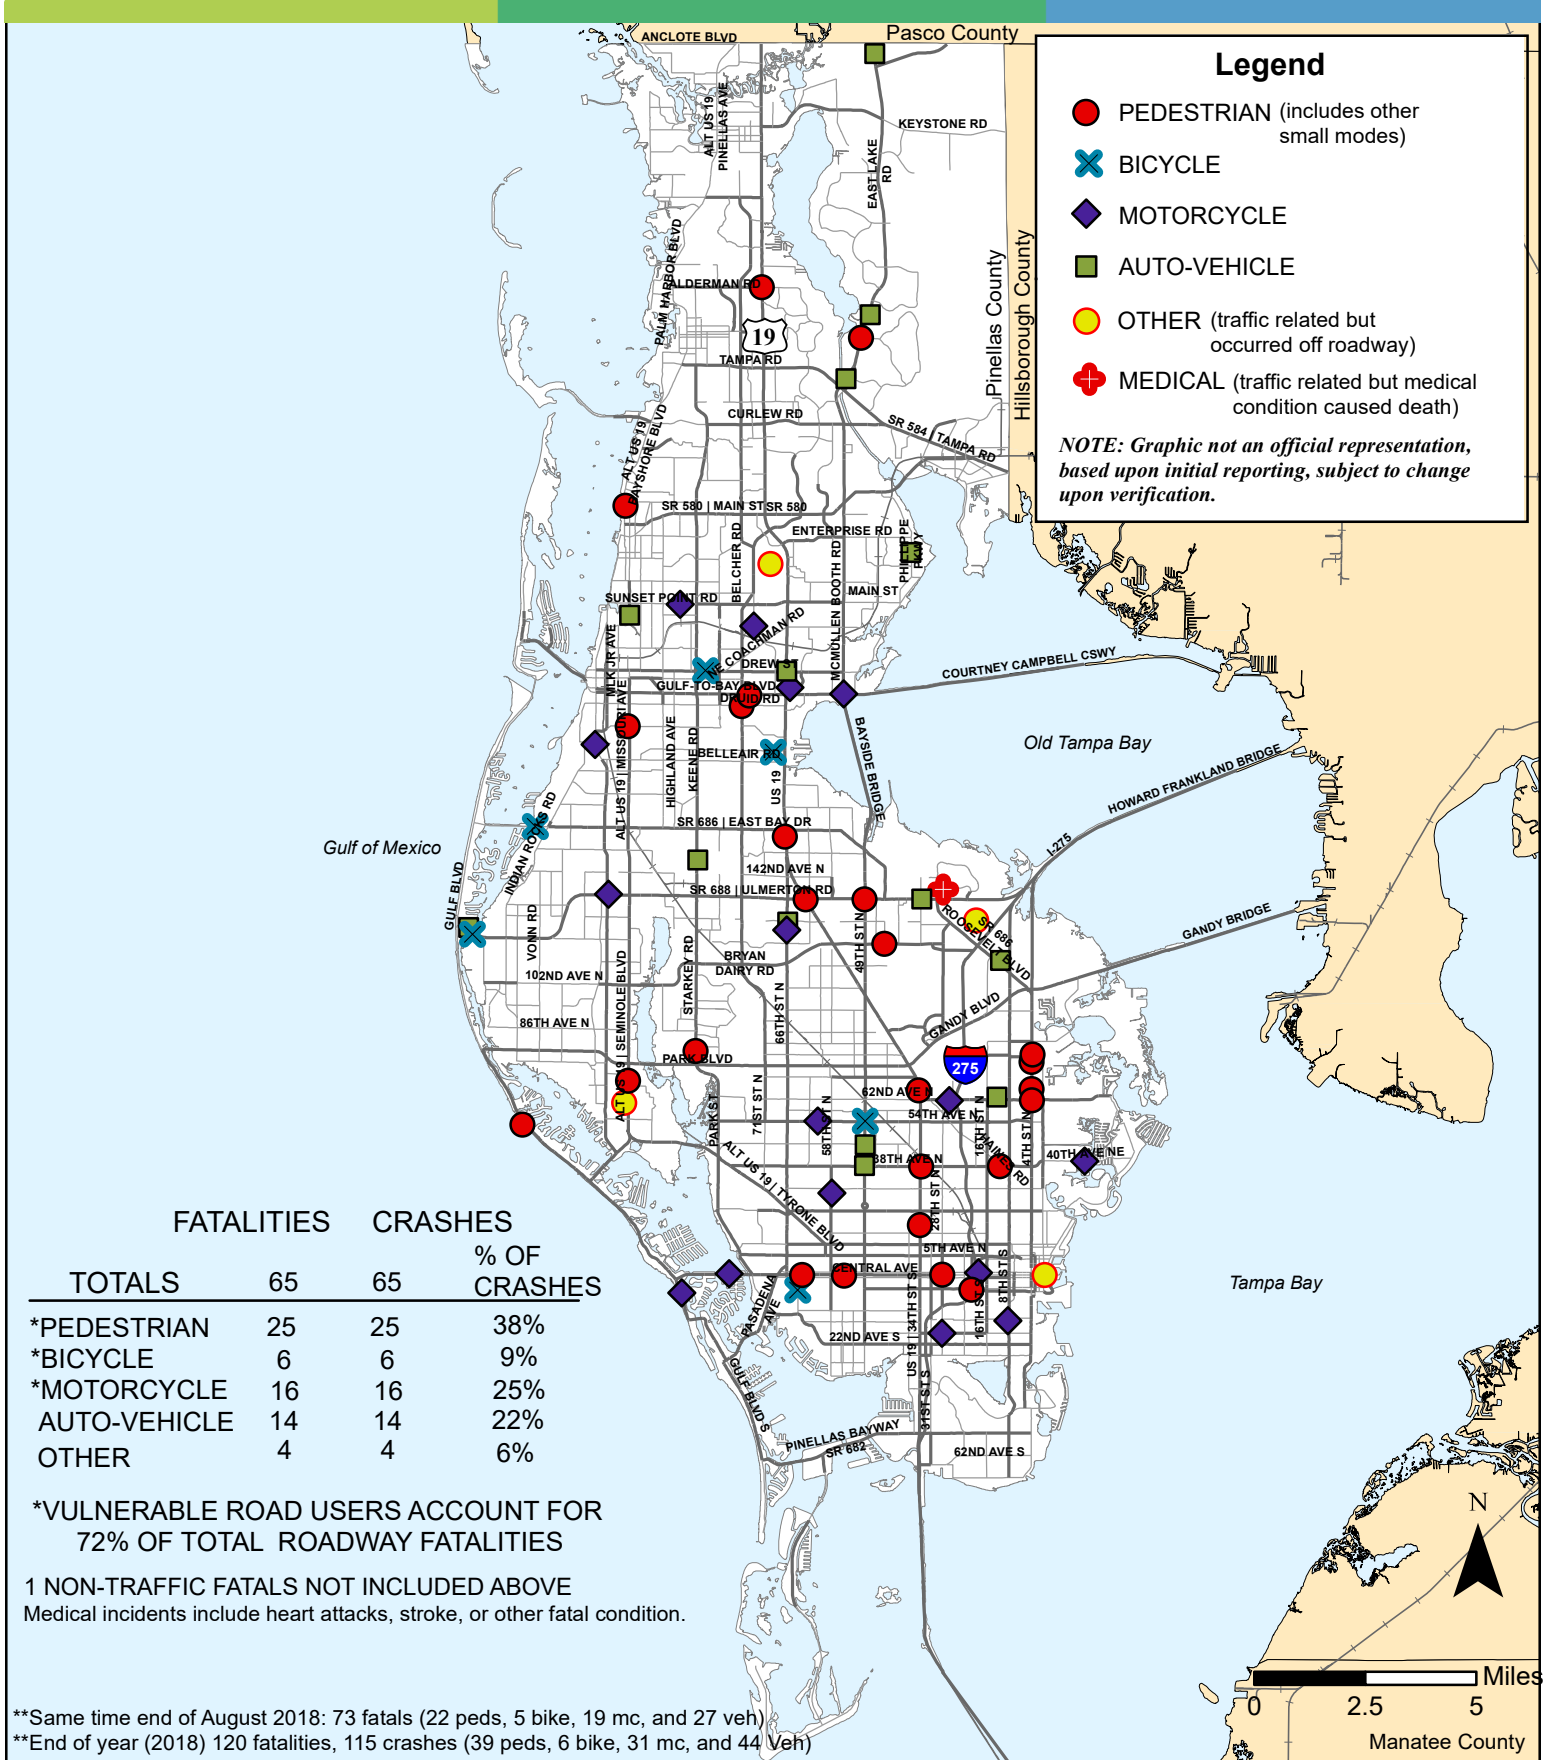 Pasco County
ANCLOTE BLVD
Legend
PEDESTRIAN (includes other
small modes)
BICYCLE
MOTORCYCLE
AUTO-VEHICLE
OTHER (traffic related but
occurred off roadway)
MEDICAL (traffic related but medical
condition caused death)
NOTE: Graphic not an official representation,
based upon initial reporting, subject to change
upon verification.
ALT US 19
PINELLAS AVE
KEYSTONE RD
EAST LAKE
RD
PALM HARBOR BLVD
ALDERMAN RD
Pinellas County
Hillsborough County
19
TAMPA RD
CURLEW RD
SR 584 / TAMPA RD
ALT US 19
BAYSHORE BLVD
SR 580 | MAIN ST
SR 580
ENTERPRISE RD
BELCHER RD
MCMULLEN BOOTH RD
PHILIPPE
PKWY
MAIN ST
SUNSET POINT RD
NE COACHMAN RD
MLK JR AVE
DREW ST
GULF-TO-BAY BLVD
DRUID RD
COURTNEY CAMPBELL CSWY
ALT US 19 | MISSOURI AVE
HIGHLAND AVE
KEENE RD
BELLEAIR RD
US 19
BAYSIDE BRIDGE
Old Tampa Bay
HOWARD FRANKLAND BRIDGE
I-275
Gulf of Mexico
INDIAN ROCKS RD
SR 686 | EAST BAY DR
142ND AVE N
SR 688 | ULMERTON RD
GULF BLVD
VONN RD
STARKEY RD
49TH ST N
SR 686
ROOSEVELT BLVD
GANDY BRIDGE
BRYAN
DAIRY RD
102ND AVE N
66TH ST N
GANDY BLVD
86TH AVE N
ALT US 19 | SEMINOLE BLVD
PARK BLVD
275
62ND AVE N
54TH AVE N
PARK ST
71ST ST N
58TH ST N
16TH ST N
HAINES RD
4TH ST N
38TH AVE N
40TH AVE NE
ALT US 19 | TYRONE BLVD
28TH ST N
5TH AVE N
CENTRAL AVE
PASADENA
AVE
US 19 | 34TH ST S
16TH ST S
8TH ST S
22ND AVE S
Tampa Bay
GULF BLVD S
31ST ST S
PINELLAS BAYWAY
SR 682
62ND AVE S
FATALITIES CRASHES
% OF
TOTALS 65 65 CRASHES
*PEDESTRIAN 25 25 38%
*BICYCLE 6 6 9%
*MOTORCYCLE 16 16 25%
AUTO-VEHICLE 14 14 22%
OTHER 4 4 6%
*VULNERABLE ROAD USERS ACCOUNT FOR
72% OF TOTAL ROADWAY FATALITIES
1 NON-TRAFFIC FATALS NOT INCLUDED ABOVE
Medical incidents include heart attacks, stroke, or other fatal condition.
**Same time end of August 2018: 73 fatals (22 peds, 5 bike, 19 mc, and 27 veh)
**End of year (2018) 120 fatalities, 115 crashes (39 peds, 6 bike, 31 mc, and 44 Veh)
N
Miles
0 2.5 5
Manatee County